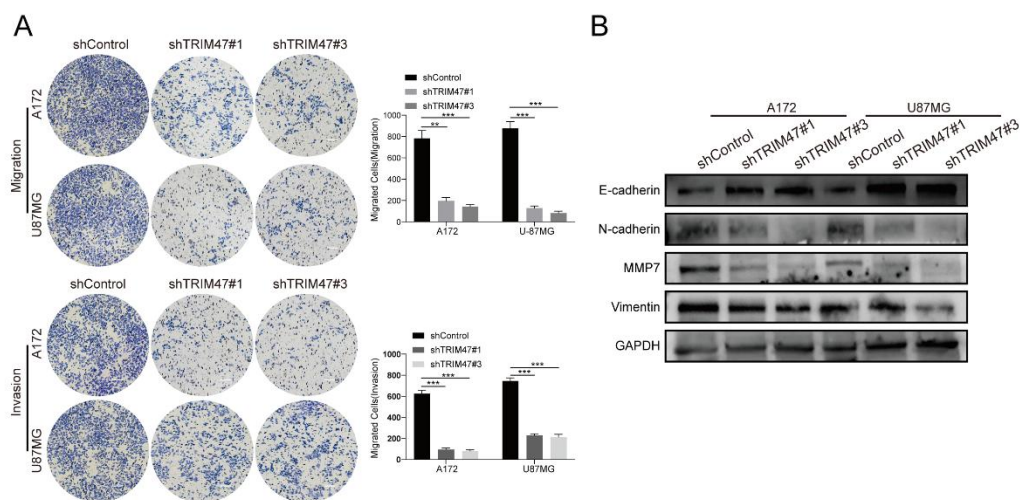 A
shControl shTRIM47#1 shTRIM47#3
A172
Migration
U87MG
shControl
shTRIM47#1
shTRIM47#3
*** ***
** ***
Migrated Cells(Migration)
1000
800
600
400
200
0
A172 U-87MG
shControl shTRIM47#1 shTRIM47#3
A172
Invasion
U87MG
shControl
shTRIM47#1
shTRIM47#3
*** ***
*** ***
Migrated Cells(Invasion)
1000
800
600
400
200
0
A172 U87MG
B
A172 U87MG
shControl shTRIM47#1 shTRIM47#3 shControl shTRIM47#1 shTRIM47#3
E-cadherin
N-cadherin
MMP7
Vimentin
GAPDH